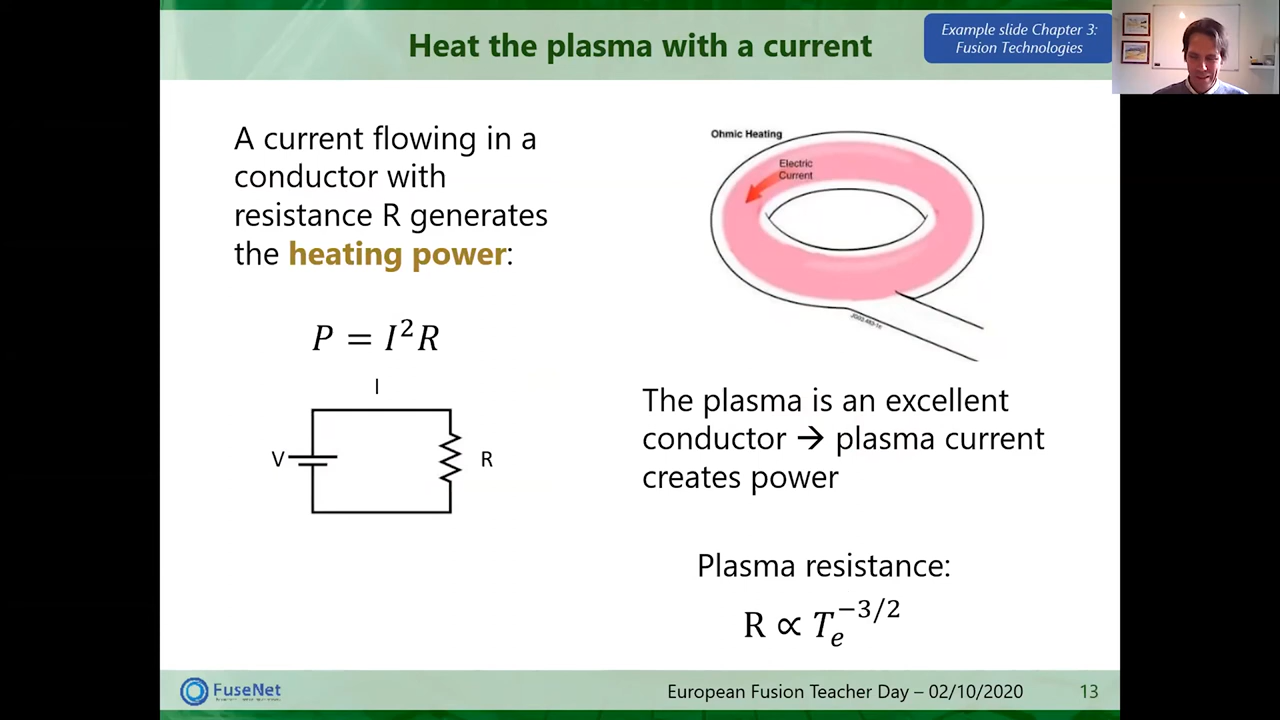 Heat the plasma with a current
Example slide Chapter 3:
Fusion Technologies
A current flowing in a
conductor with
resistance R generates
the heating power:
P = I²R
I
V
R
Ohmic Heating
Electric
Current
The plasma is an excellent
conductor → plasma current
creates power
Plasma resistance:
R ∝ Tₑ^−3/2
FuseNet
European Fusion Teacher Day – 02/10/2020
13